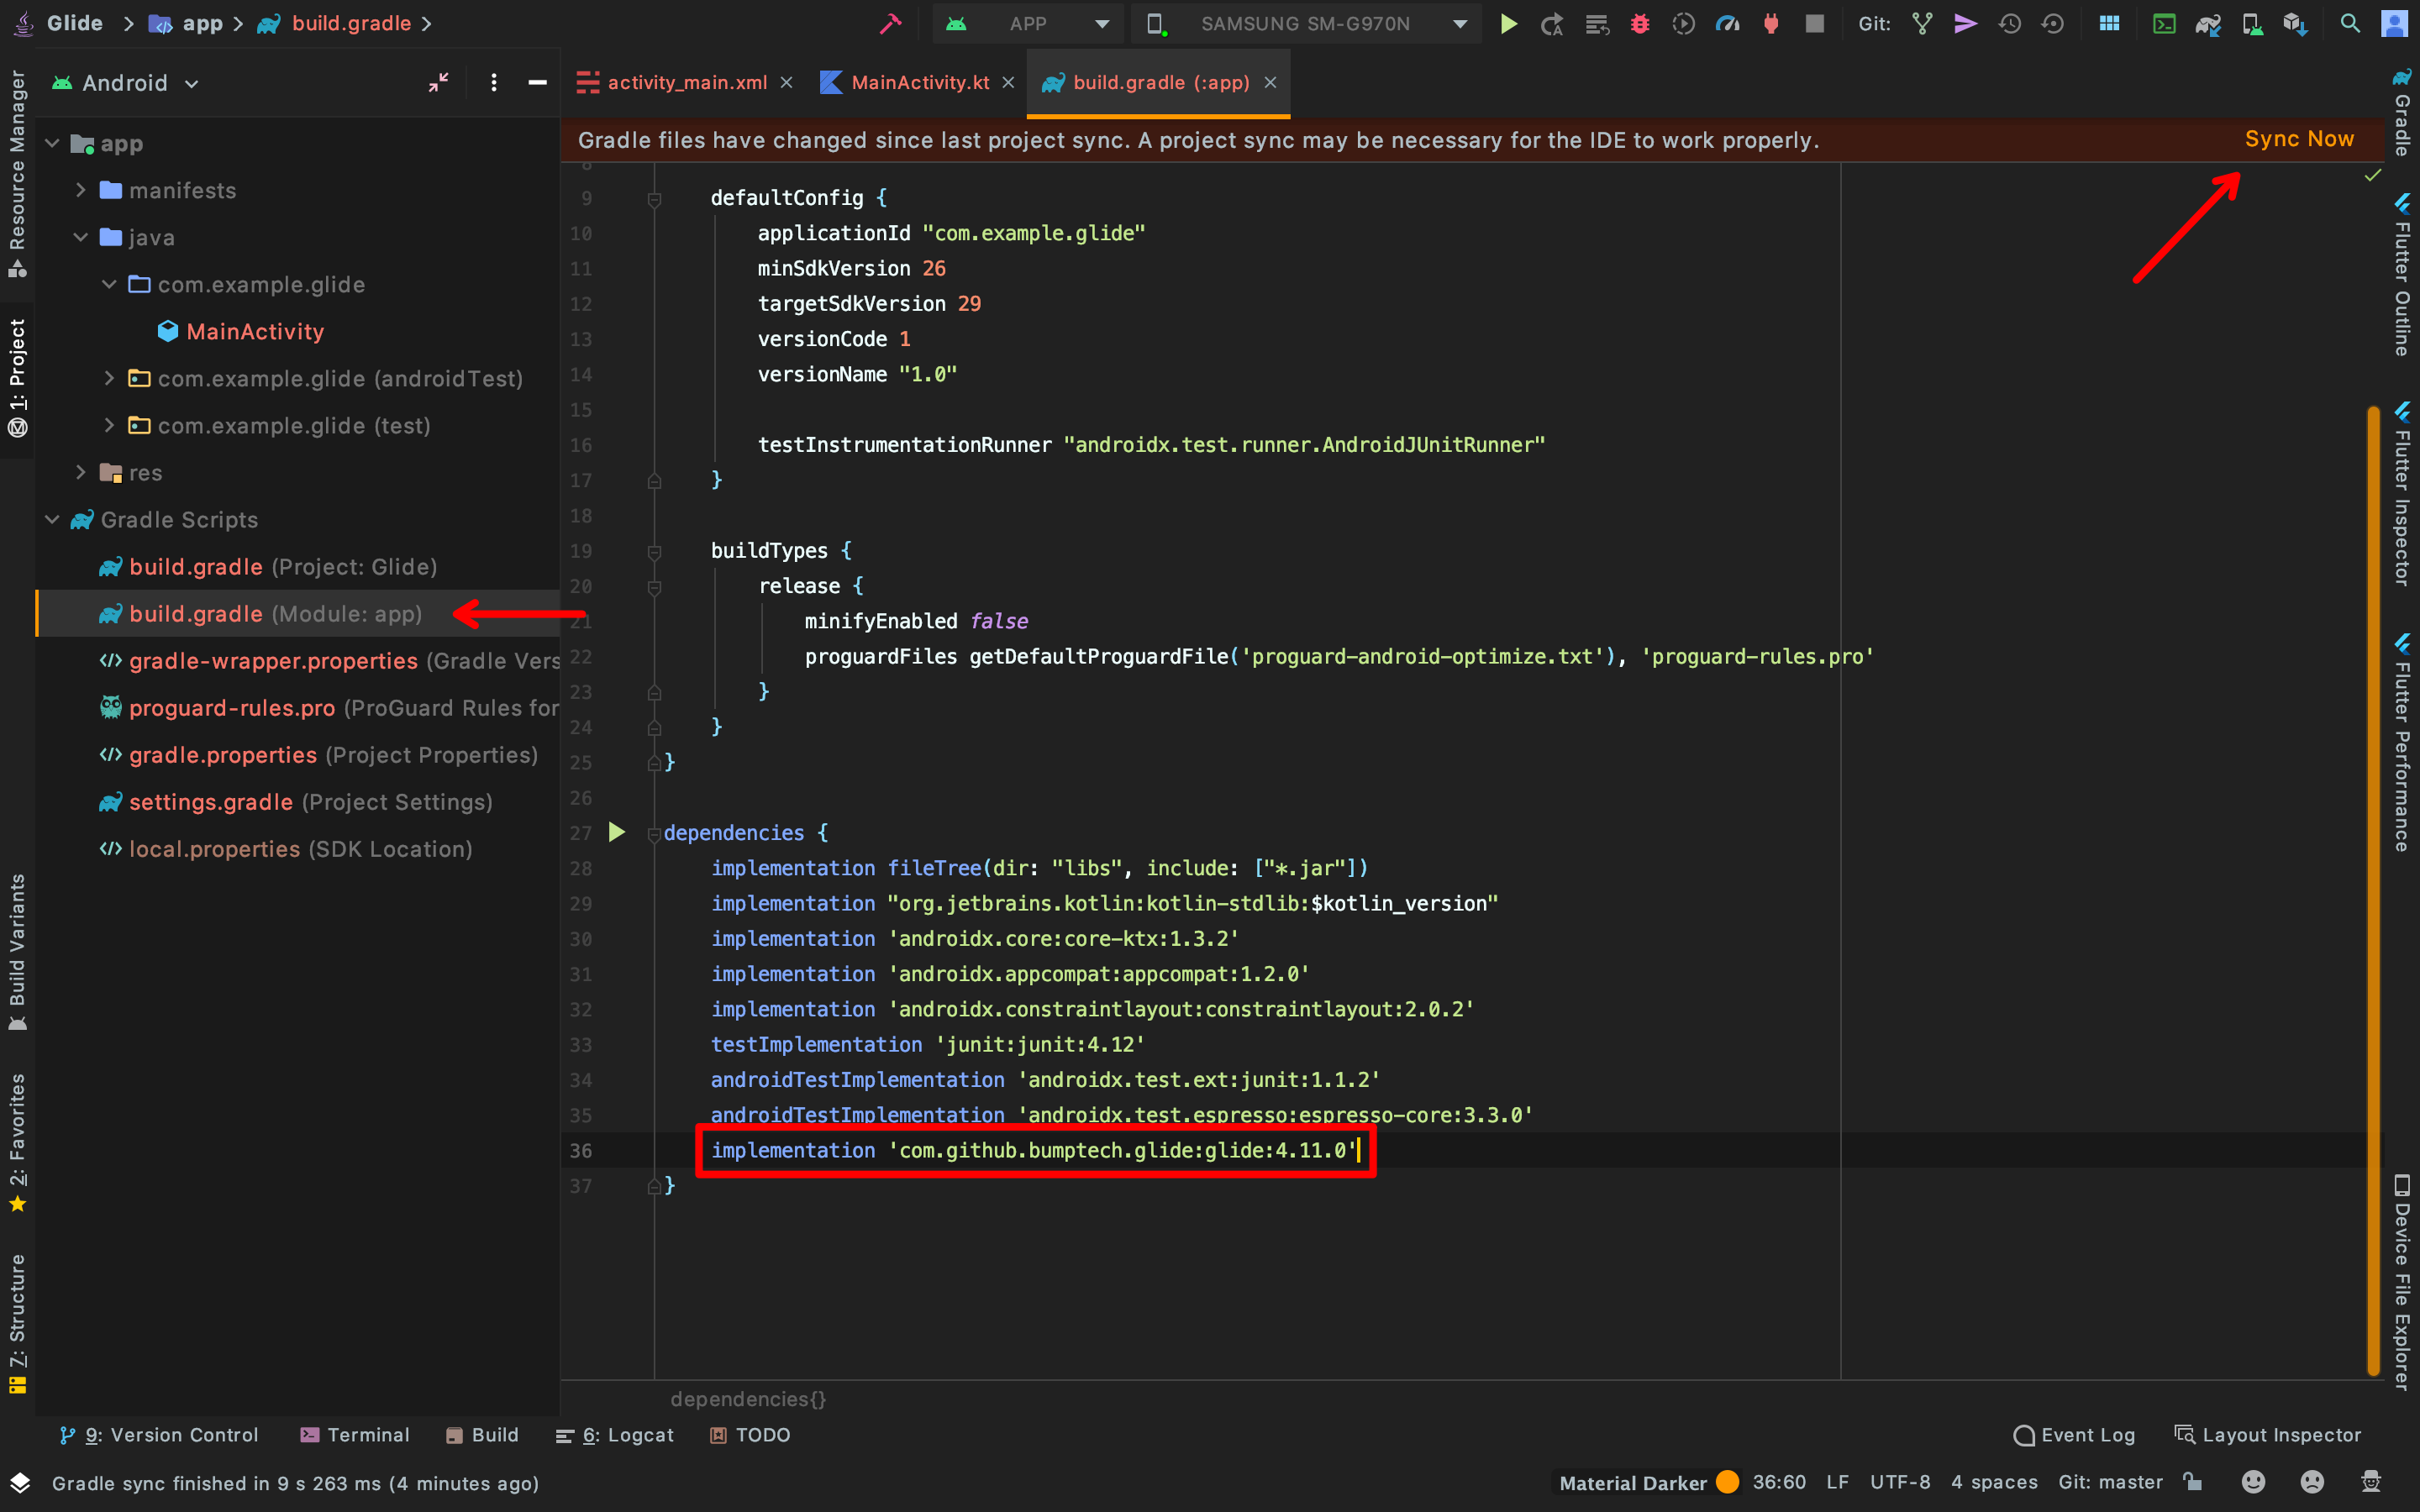 Glide
app
build.gradle
APP
SAMSUNG SM-G970N
Git:
Android
activity_main.xml
MainActivity.kt
build.gradle (:app)
Gradle files have changed since last project sync. A project sync may be necessary for the IDE to work properly.
Sync Now
Resource Manager
1: Project
Build Variants
2: Favorites
7: Structure
app
manifests
java
com.example.glide
MainActivity
com.example.glide (androidTest)
com.example.glide (test)
res
Gradle Scripts
build.gradle (Project: Glide)
build.gradle (Module: app)
gradle-wrapper.properties (Gradle Vers
proguard-rules.pro (ProGuard Rules for
gradle.properties (Project Properties)
settings.gradle (Project Settings)
local.properties (SDK Location)
8
9 defaultConfig {
10 applicationId "com.example.glide"
11 minSdkVersion 26
12 targetSdkVersion 29
13 versionCode 1
14 versionName "1.0"
15
16 testInstrumentationRunner "androidx.test.runner.AndroidJUnitRunner"
17 }
18
19 buildTypes {
20 release {
21 minifyEnabled false
22 proguardFiles getDefaultProguardFile('proguard-android-optimize.txt'), 'proguard-rules.pro'
23 }
24 }
25 }
26
27 dependencies {
28 implementation fileTree(dir: "libs", include: ["*.jar"])
29 implementation "org.jetbrains.kotlin:kotlin-stdlib:$kotlin_version"
30 implementation 'androidx.core:core-ktx:1.3.2'
31 implementation 'androidx.appcompat:appcompat:1.2.0'
32 implementation 'androidx.constraintlayout:constraintlayout:2.0.2'
33 testImplementation 'junit:junit:4.12'
34 androidTestImplementation 'androidx.test.ext:junit:1.1.2'
35 androidTestImplementation 'androidx.test.espresso:espresso-core:3.3.0'
36 implementation 'com.github.bumptech.glide:glide:4.11.0'
37 }
dependencies{}
Gradle
Flutter Outline
Flutter Inspector
Flutter Performance
Device File Explorer
9: Version Control
Terminal
Build
6: Logcat
TODO
Event Log
Layout Inspector
Gradle sync finished in 9 s 263 ms (4 minutes ago)
Material Darker
36:60
LF
UTF-8
4 spaces
Git: master